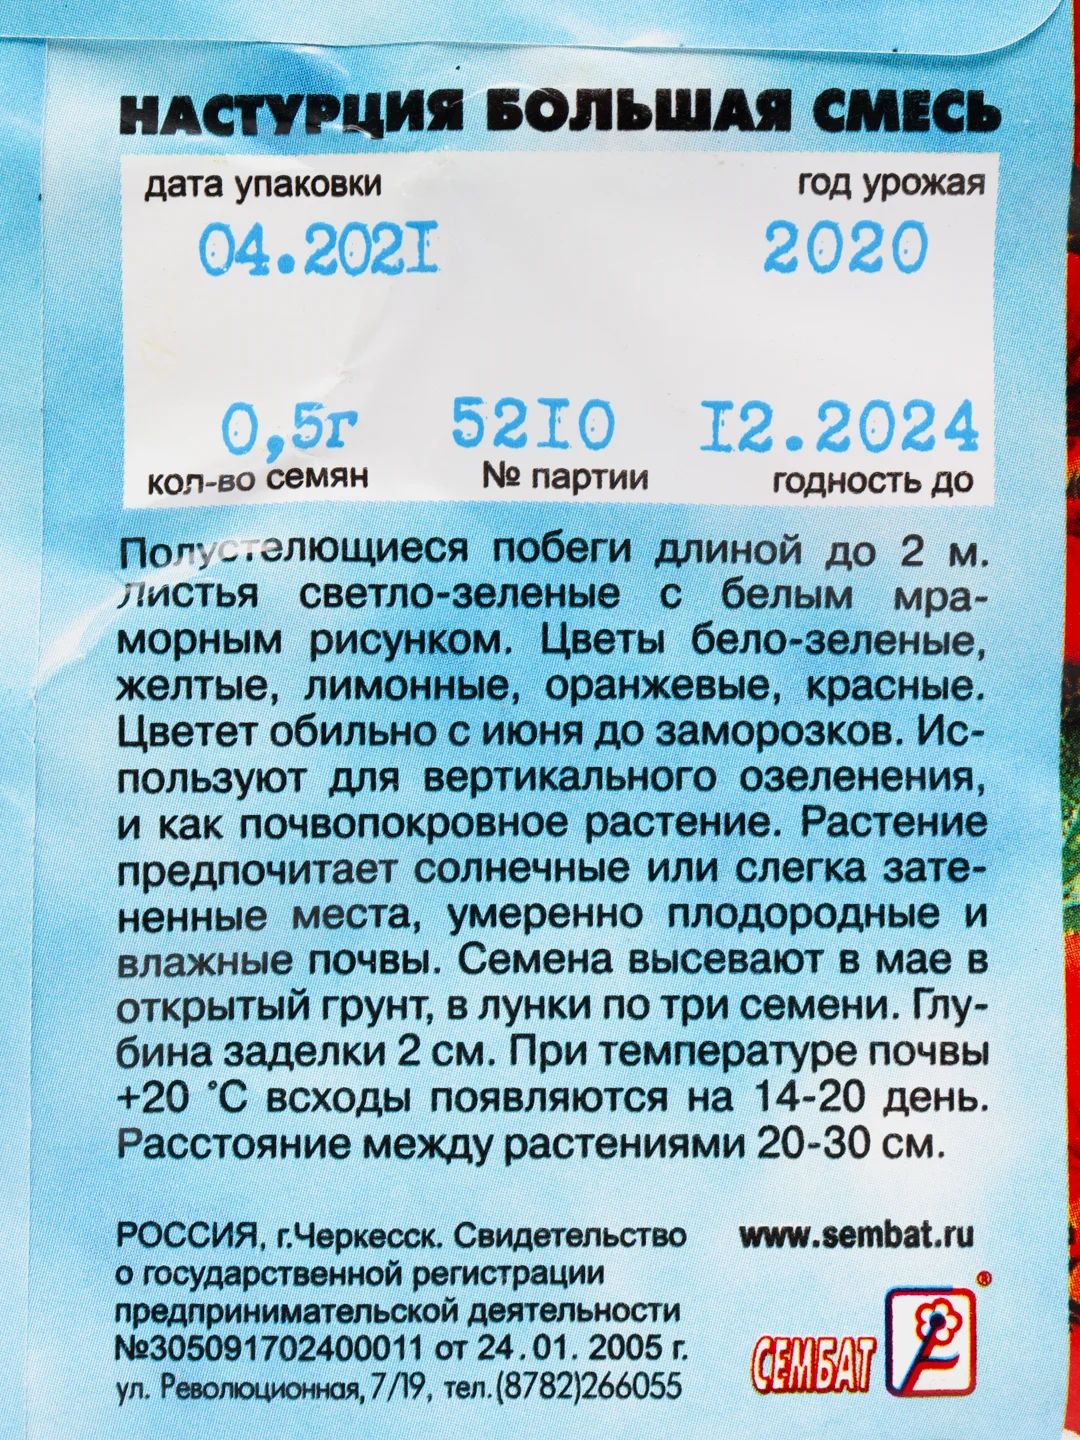 НАСТУРЦИЯ БОЛЬШАЯ СМЕСЬ
дата упаковки год урожая
04.2021 2020
0,5г 5210 12.2024
кол-во семян № партии годность до
Полустелющиеся побеги длиной до 2 м.
Листья светло-зеленые с белым мра-
морным рисунком. Цветы бело-зеленые,
желтые, лимонные, оранжевые, красные.
Цветет обильно с июня до заморозков. Ис-
пользуют для вертикального озеленения,
и как почвопокровное растение. Растение
предпочитает солнечные или слегка зате-
ненные места, умеренно плодородные и
влажные почвы. Семена высевают в мае в
открытый грунт, в лунки по три семени. Глу-
бина заделки 2 см. При температуре почвы
+20 °С всходы появляются на 14-20 день.
Расстояние между растениями 20-30 см.
РОССИЯ, г.Черкесск. Свидетельство
о государственной регистрации
предпринимательской деятельности
№305091702400011 от 24.01. 2005 г.
ул. Революционная, 7/19, тел.(8782)266055
www.sembat.ru
®
СЕМБАТ